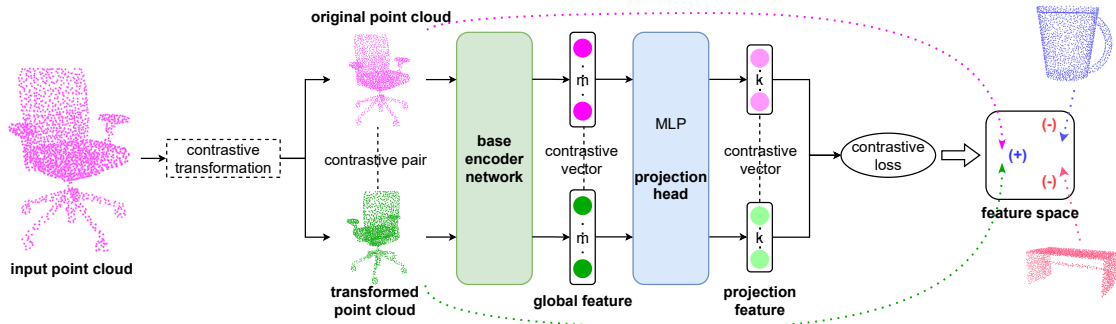 original point cloud
input point cloud
contrastive
transformation
contrastive pair
transformed
point cloud
base
encoder
network
m
contrastive
vector
m
global feature
MLP
projection
head
k
contrastive
vector
k
projection
feature
contrastive
loss
(-)
(+)
(-)
feature space